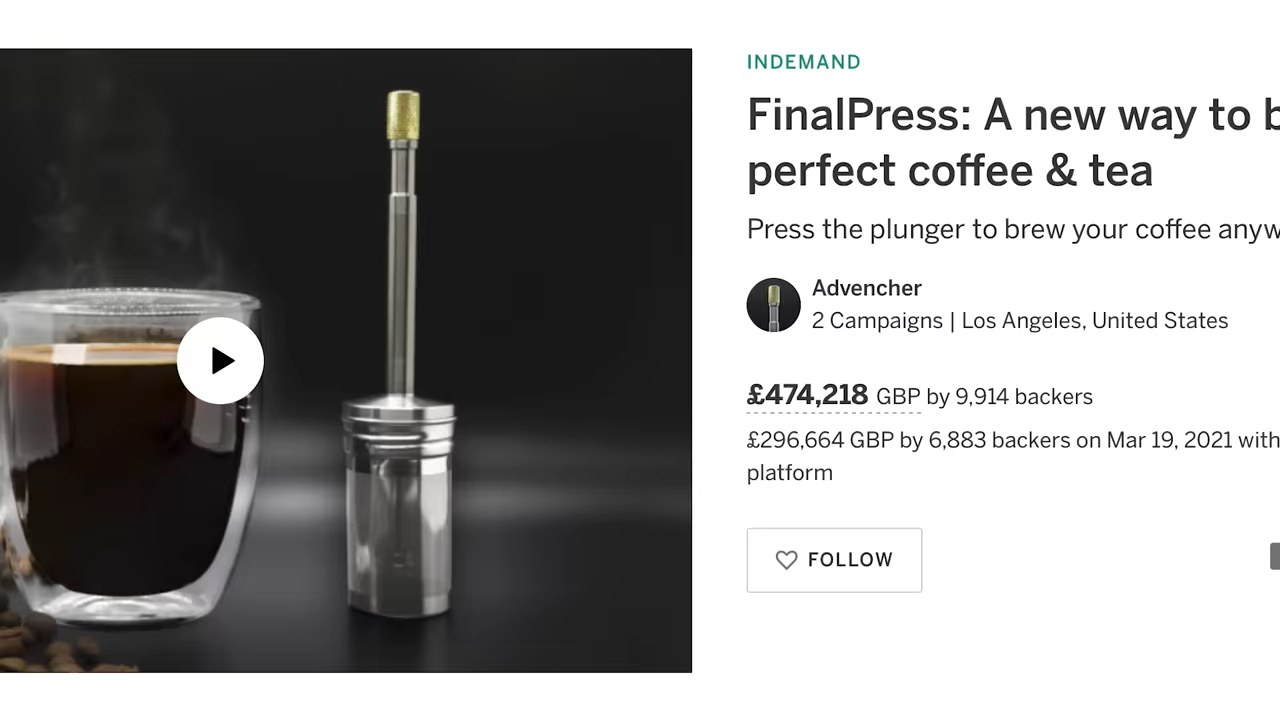 INDEMAND
FinalPress: A new way to b
perfect coffee & tea
Press the plunger to brew your coffee anyw
Advencher
2 Campaigns | Los Angeles, United States
£474,218 GBP by 9,914 backers
£296,664 GBP by 6,883 backers on Mar 19, 2021 with
platform
FOLLOW